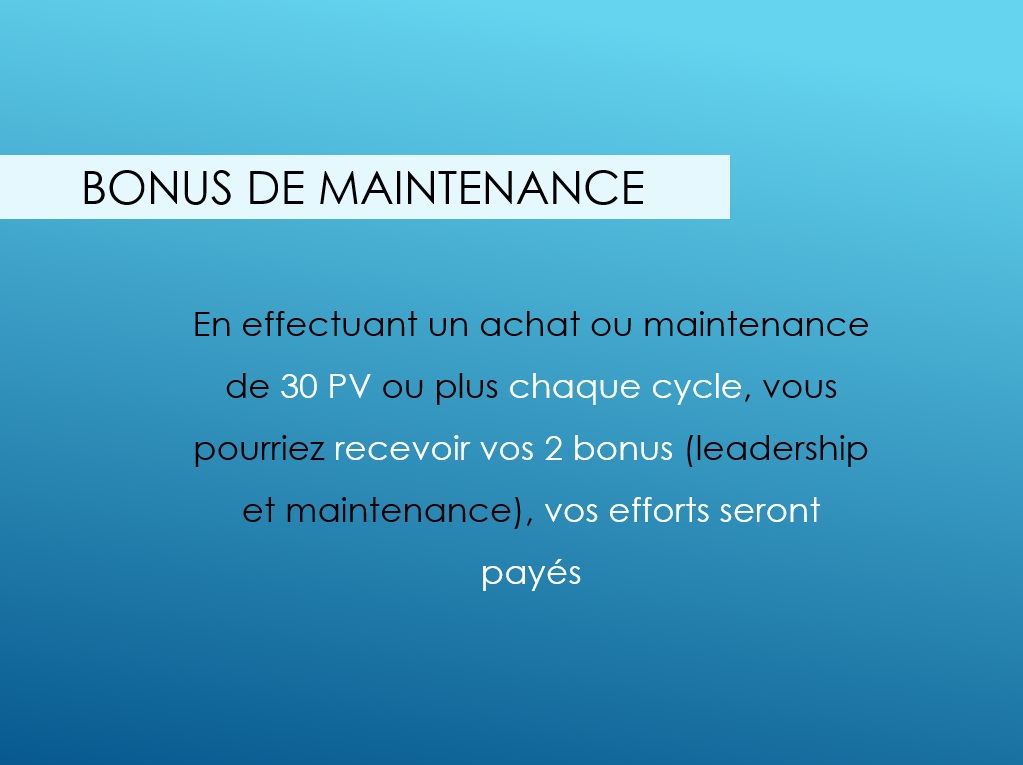 BONUS DE MAINTENANCE
En effectuant un achat ou maintenance
de 30 PV ou plus chaque cycle, vous
pourriez recevoir vos 2 bonus (leadership
et maintenance), vos efforts seront
payés